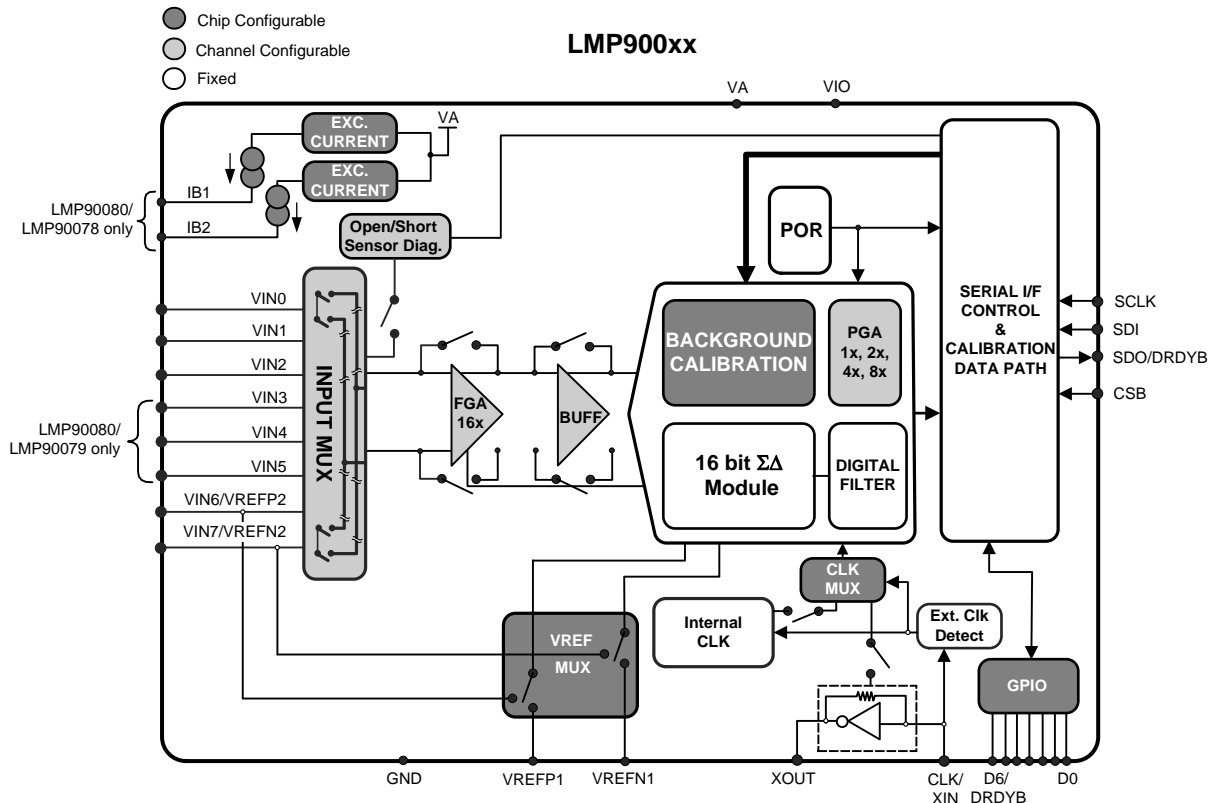 Chip Configurable
Channel Configurable
Fixed
LMP900xx
VA
VIO
EXC.
CURRENT
VA
EXC.
CURRENT
IB1
LMP90080/
LMP90078 only
IB2
Open/Short
Sensor Diag.
POR
SERIAL I/F
CONTROL
&
CALIBRATION
DATA PATH
SCLK
SDI
SDO/DRDYB
CSB
VIN0
VIN1
VIN2
VIN3
LMP90080/
LMP90079 only
VIN4
VIN5
VIN6/VREFP2
VIN7/VREFN2
INPUT MUX
FGA
16x
BUFF
BACKGROUND
CALIBRATION
PGA
1x, 2x,
4x, 8x
16 bit ΣΔ
Module
DIGITAL
FILTER
CLK
MUX
Internal
CLK
Ext. Clk
Detect
VREF
MUX
GPIO
GND
VREFP1
VREFN1
XOUT
CLK/
XIN
D6/
DRDYB
D0